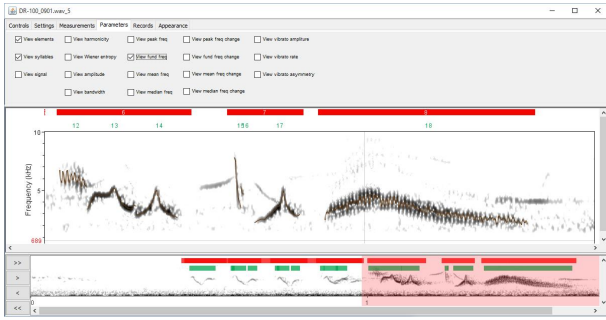 DR-100_0901.wav_5
Controls Settings Measurements Parameters Records Appearance
View elements View harmonicity View peak freq View peak freq change View vibrato ampliture
View syllables View Wiener entropy View fund freq View fund freq change View vibrato rate
View signal View amplitude View mean freq View mean freq change View vibrato asymmetry
View bandwidth View median freq View median freq change
6 7 8
12 13 14 15 16 17 18
10
Frequency (kHz)
5
689
>>
>
<
<<
0 1